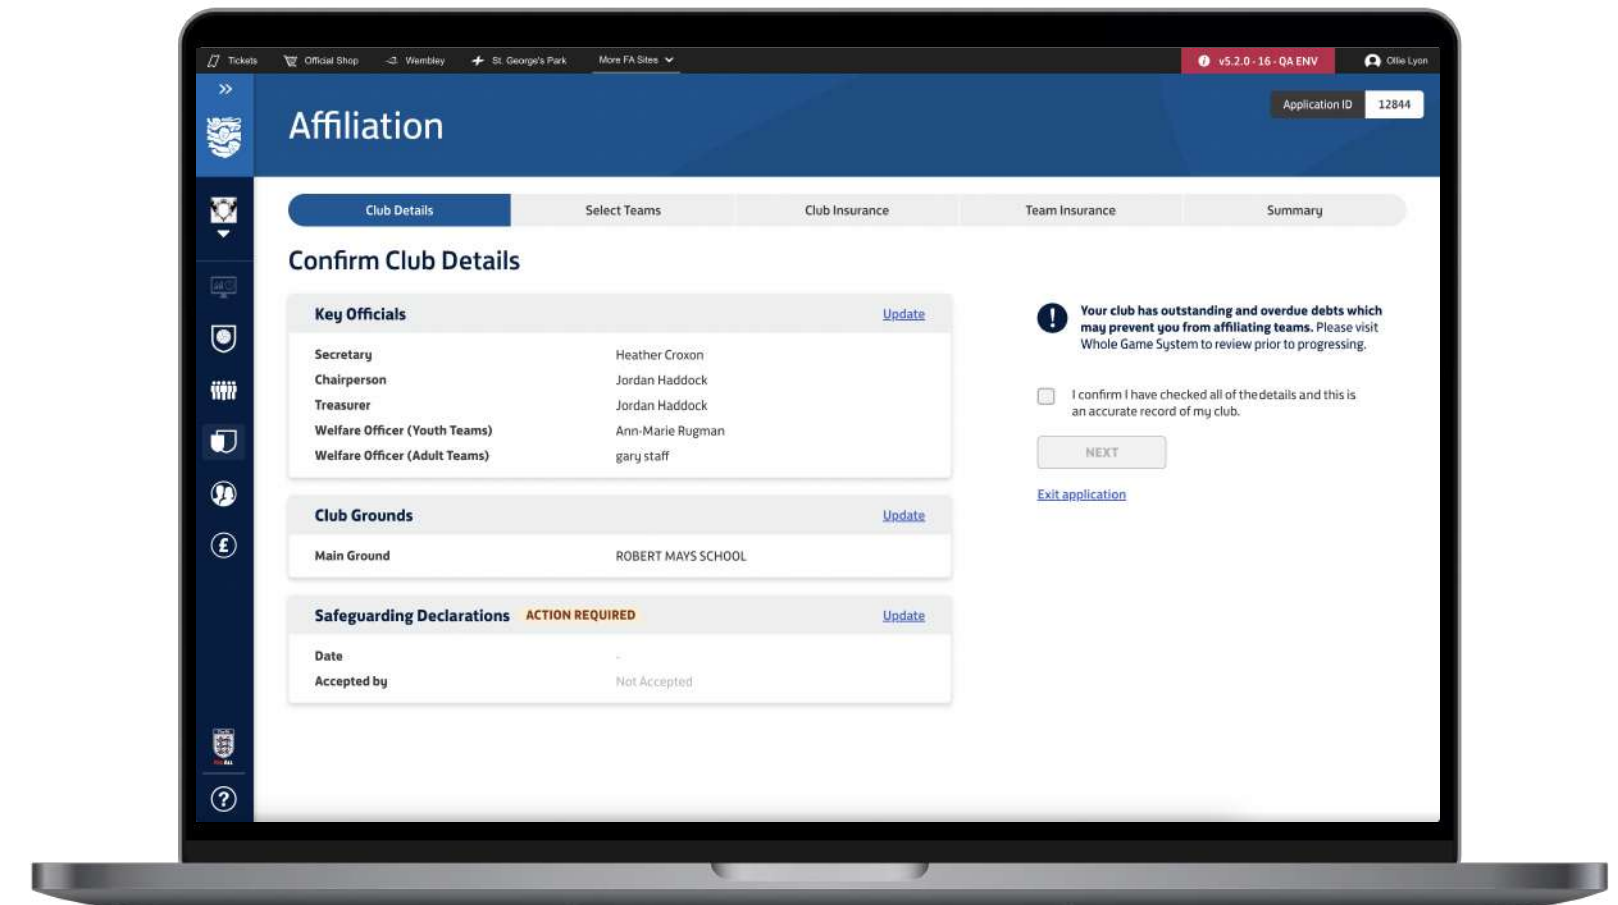 Tickets Official Shop Wembley St. George's Park More FA Sites v5.2.0 - 16 - QA ENV Ollie Lyon
Affiliation
Application ID 12844
Club Details Select Teams Club Insurance Team Insurance Summary
Confirm Club Details
Key Officials Update
Secretary Heather Croxon
Chairperson Jordan Haddock
Treasurer Jordan Haddock
Welfare Officer (Youth Teams) Ann-Marie Rugman
Welfare Officer (Adult Teams) gary staff
Club Grounds Update
Main Ground ROBERT MAYS SCHOOL
Safeguarding Declarations ACTION REQUIRED Update
Date -
Accepted by Not Accepted
Your club has outstanding and overdue debts which
may prevent you from affiliating teams. Please visit
Whole Game System to review prior to progressing.
I confirm I have checked all of the details and this is
an accurate record of my club.
NEXT
Exit application